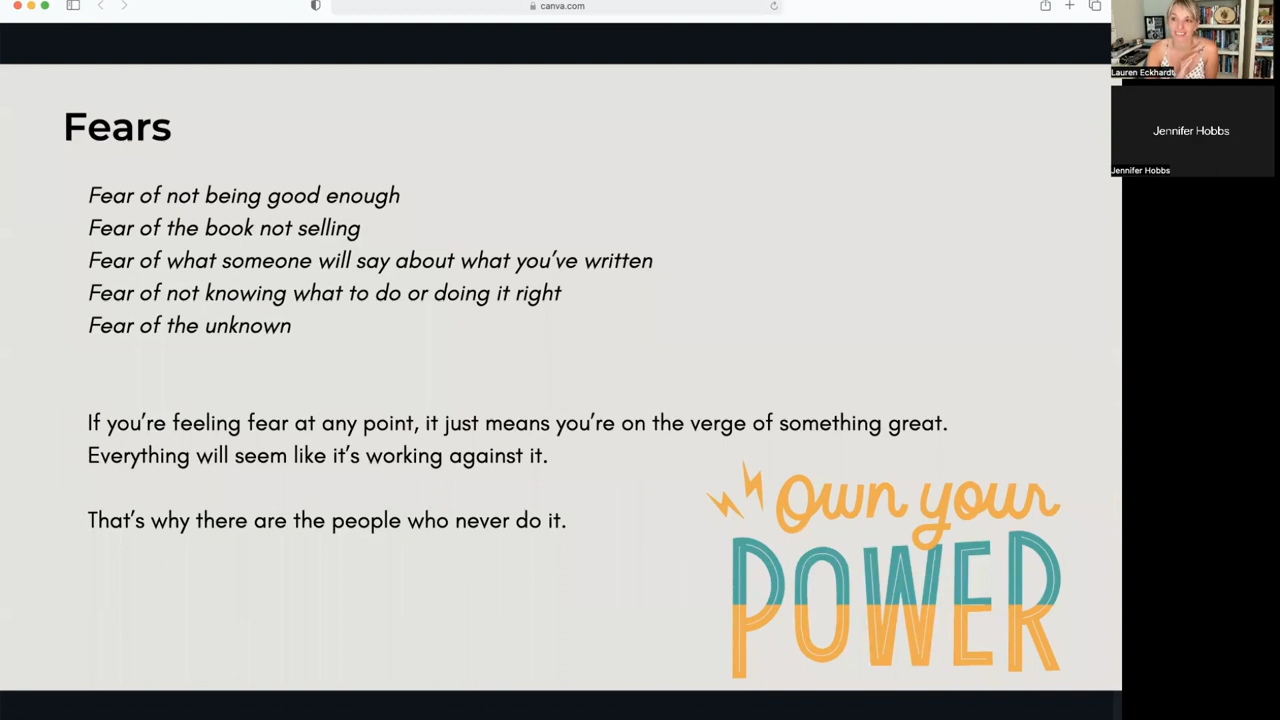 canva.com
Fears
Fear of not being good enough
Fear of the book not selling
Fear of what someone will say about what you've written
Fear of not knowing what to do or doing it right
Fear of the unknown
If you're feeling fear at any point, it just means you're on the verge of something great.
Everything will seem like it's working against it.
That's why there are the people who never do it.
own your
POWER
Lauren Eckhardt
Jennifer Hobbs
Jennifer Hobbs